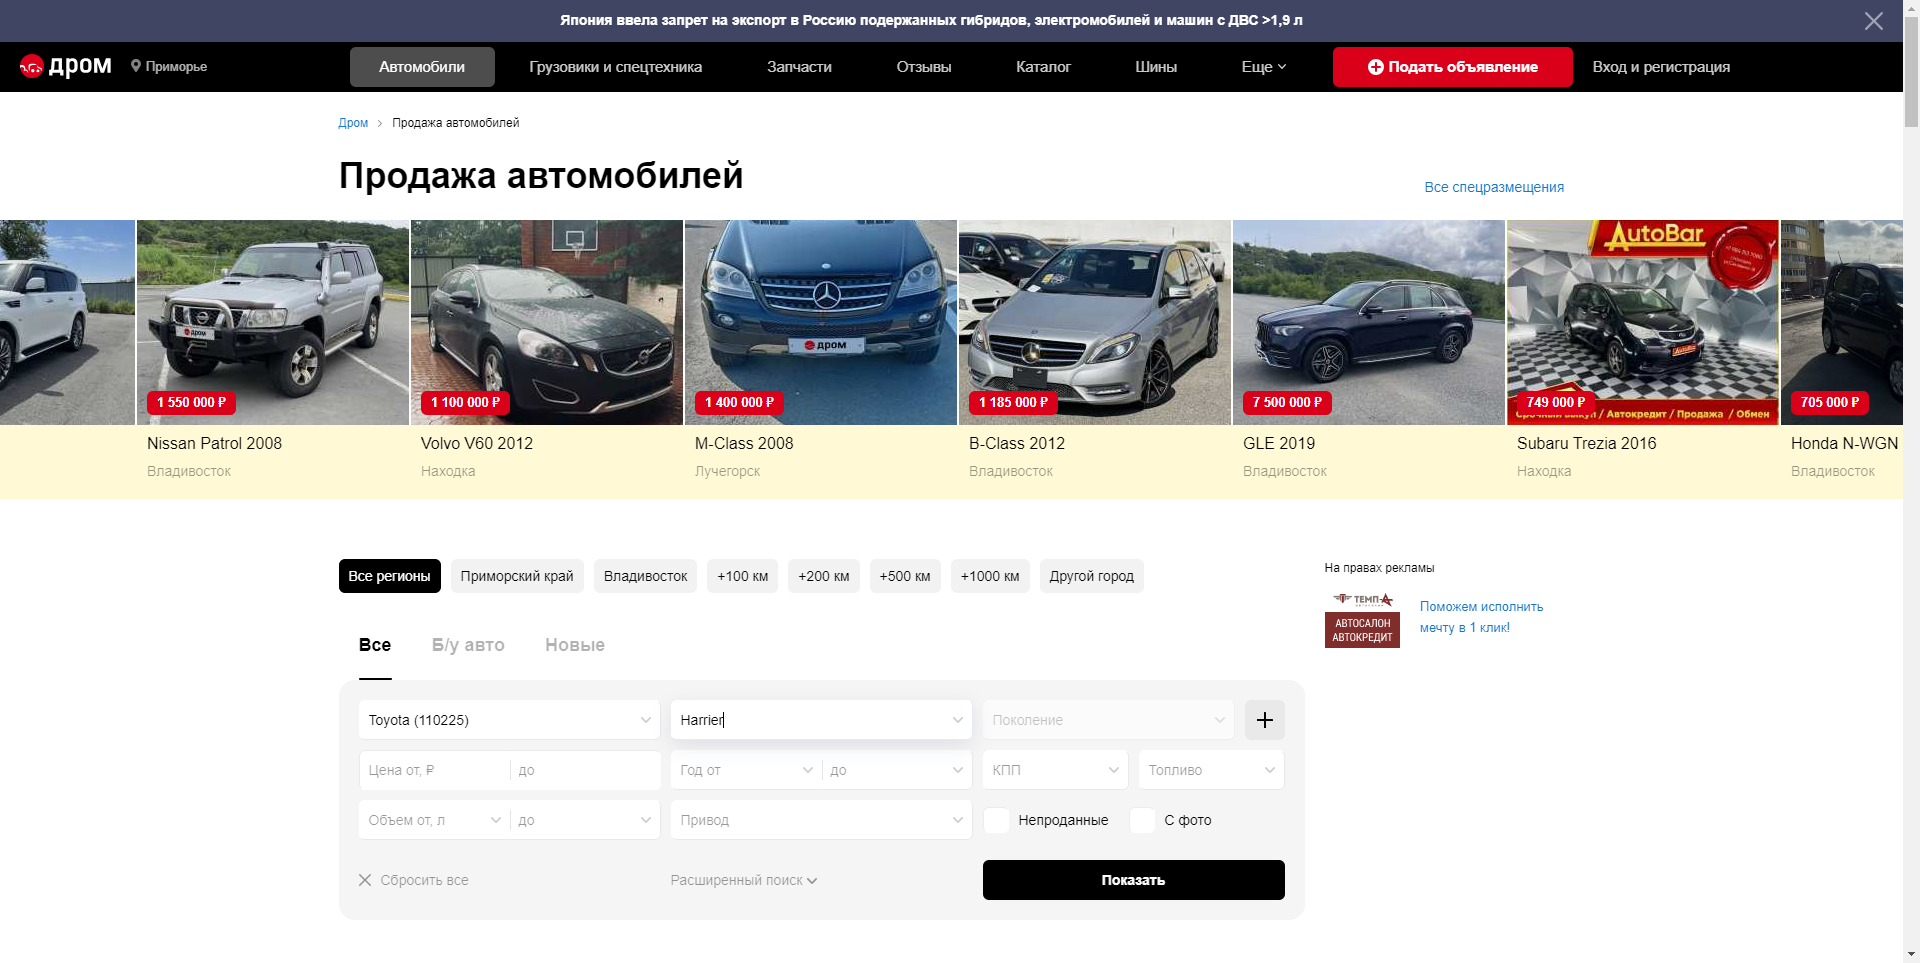 Япония ввела запрет на экспорт в Россию подержанных гибридов, электромобилей и машин с ДВС >1,9 л
дром
Приморье
Автомобили
Грузовики и спецтехника
Запчасти
Отзывы
Каталог
Шины
Еще
Подать объявление
Вход и регистрация
Дром
Продажа автомобилей
Продажа автомобилей
Все спецразмещения
дром
дром
AutoBar
AutoBar
Срочный выкуп / Автокредит / Продажа / Обмен
1 550 000 ₽
1 100 000 ₽
1 400 000 ₽
1 185 000 ₽
7 500 000 ₽
749 000 ₽
705 000 ₽
Nissan Patrol 2008
Volvo V60 2012
M-Class 2008
B-Class 2012
GLE 2019
Subaru Trezia 2016
Honda N-WGN
Владивосток
Находка
Лучегорск
Владивосток
Владивосток
Находка
Владивосток
Все регионы
Приморский край
Владивосток
+100 км
+200 км
+500 км
+1000 км
Другой город
На правах рекламы
ТЕМП-А
АВТОСАЛОН
АВТОКРЕДИТ
Поможем исполнить
мечту в 1 клик!
Все
Б/у авто
Новые
Toyota (110225)
Harrier
Поколение
Цена от, ₽
до
Год от
до
КПП
Топливо
Объем от, л
до
Привод
Непроданные
С фото
Сбросить все
Расширенный поиск
Показать